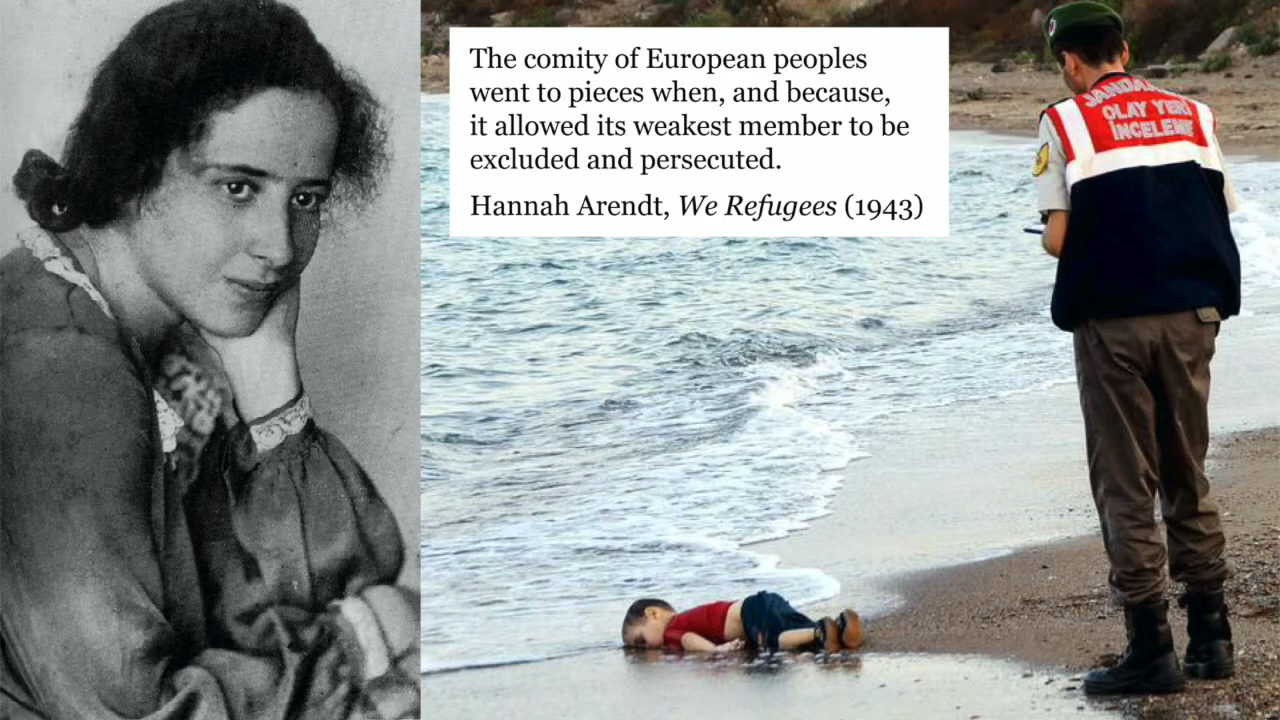 The comity of European peoples
went to pieces when, and because,
it allowed its weakest member to be
excluded and persecuted.
Hannah Arendt, We Refugees (1943)
OLAY YERİ
İNCELEME